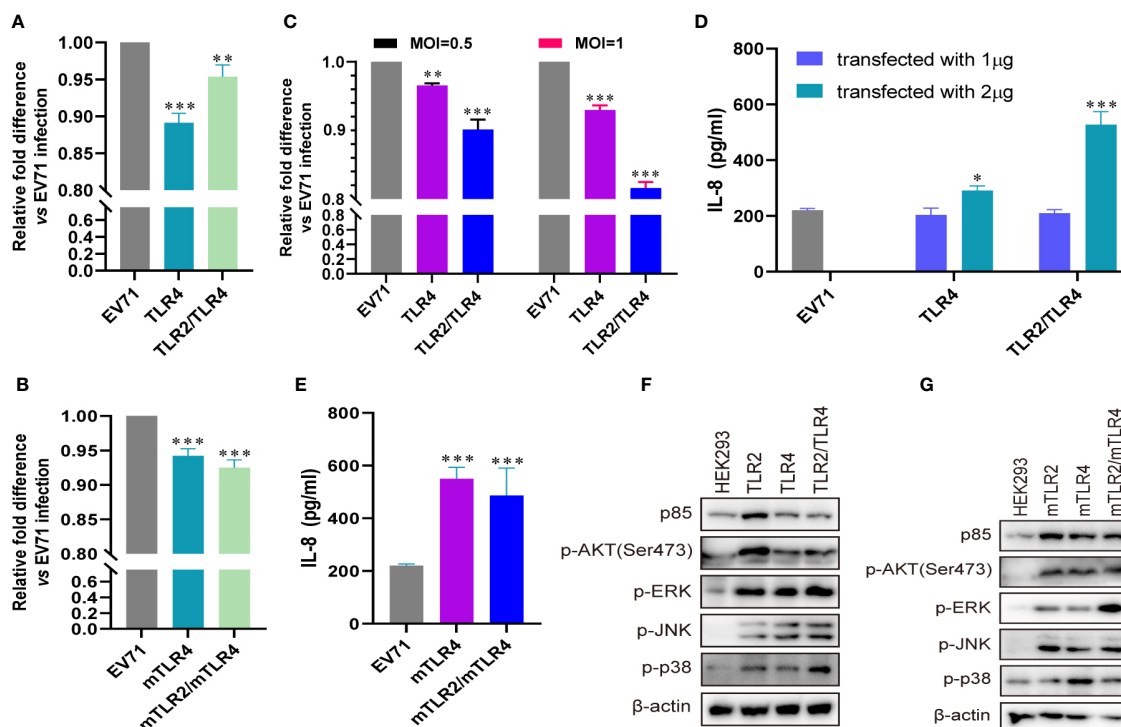 A
Relative fold difference
vs EV71 infection
1.00
0.95
0.90
0.85
0.80
0.6
0.4
0.2
0.0
***
**
EV71
TLR4
TLR2/TLR4
C
Relative fold difference
vs EV71 infection
MOI=0.5
MOI=1
1.0
0.9
0.8
0.8
0.6
0.4
0.2
0.0
**
***
***
***
EV71
TLR4
TLR2/TLR4
EV71
TLR4
TLR2/TLR4
D
IL-8 (pg/ml)
800
600
400
200
0
transfected with 1μg
transfected with 2μg
*
***
EV71
TLR4
TLR2/TLR4
B
Relative fold difference
vs EV71 infection
1.00
0.95
0.90
0.85
0.80
0.6
0.4
0.2
0.0
***
***
EV71
mTLR4
mTLR2/mTLR4
E
IL-8 (pg/ml)
800
600
400
200
0
***
***
EV71
mTLR4
mTLR2/mTLR4
F
HEK293
TLR2
TLR4
TLR2/TLR4
p85
p-AKT(Ser473)
p-ERK
p-JNK
p-p38
β-actin
G
HEK293
mTLR2
mTLR4
mTLR2/mTLR4
p85
p-AKT(Ser473)
p-ERK
p-JNK
p-p38
β-actin